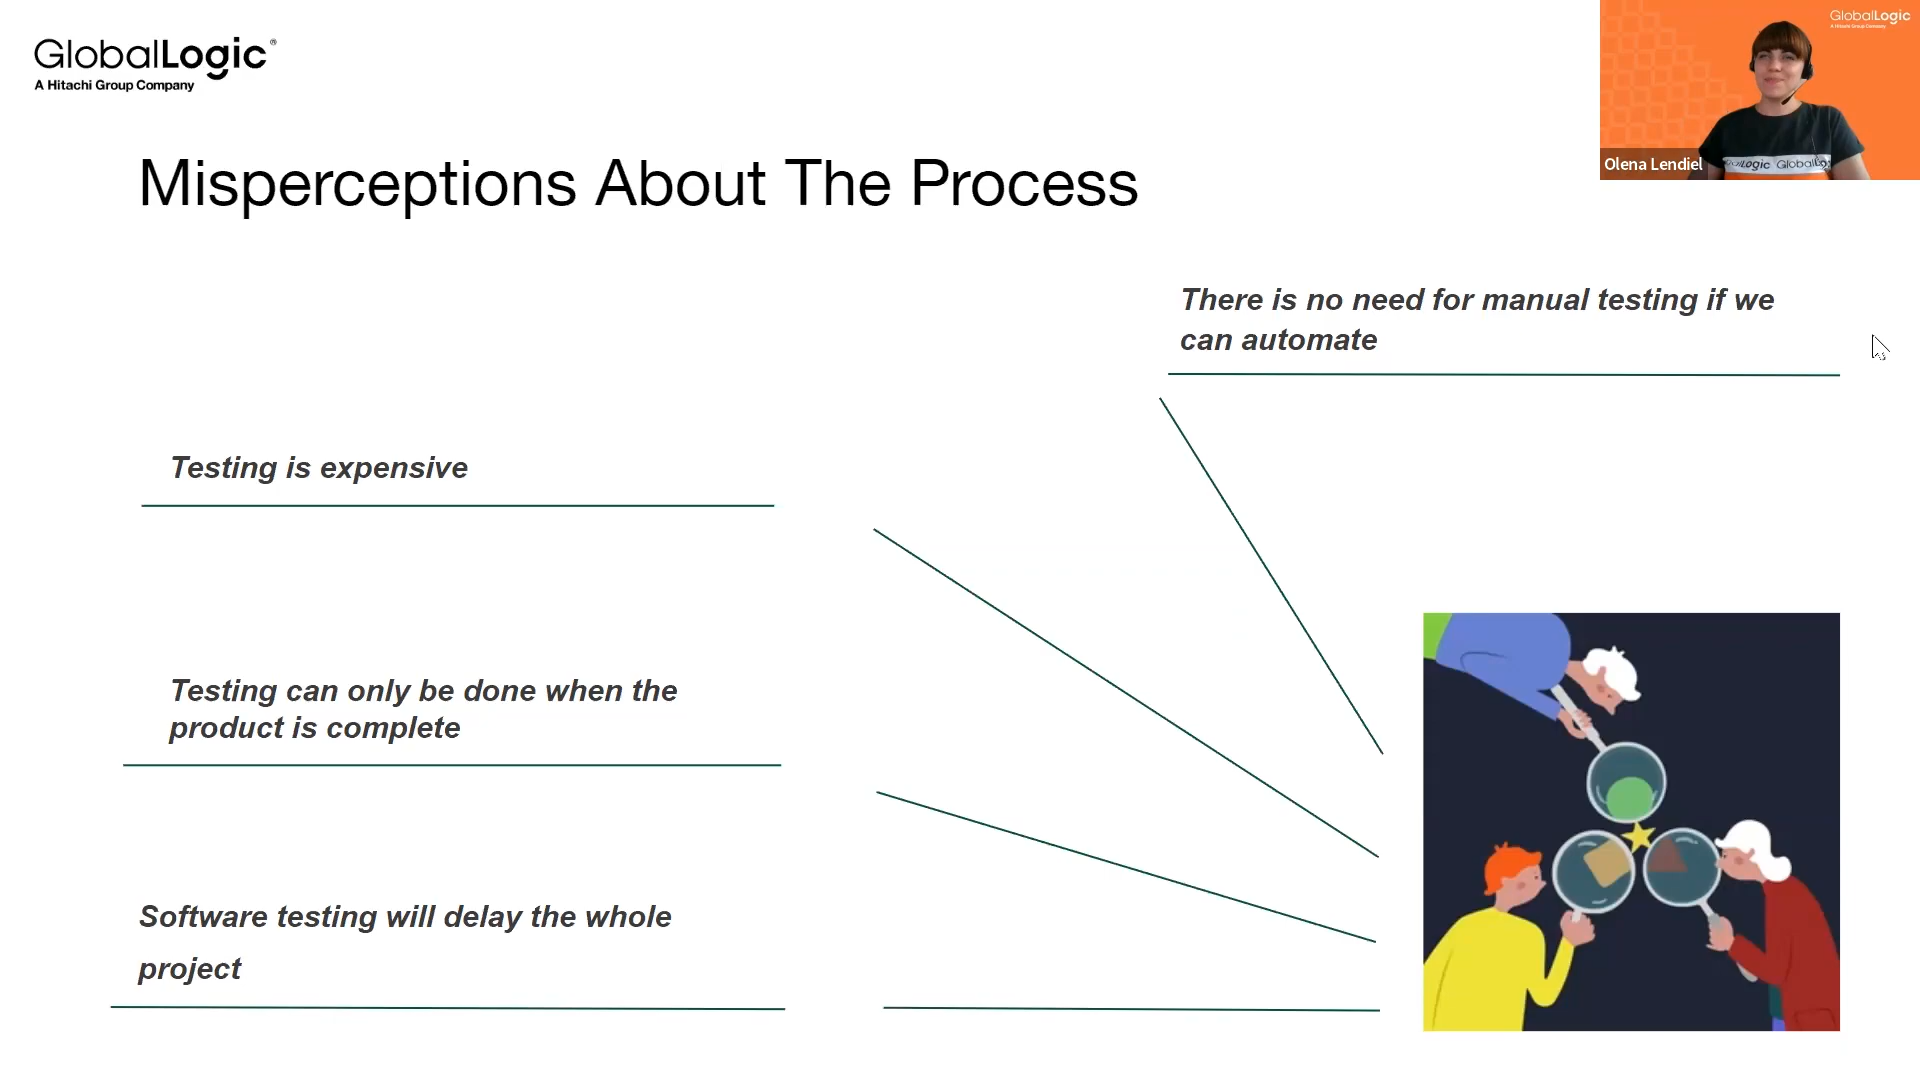 GlobalLogic®
A Hitachi Group Company
GlobalLogic
A Hitachi Group Company
Olena Lendiel
Logic GlobalLo
Misperceptions About The Process
There is no need for manual testing if we
can automate
Testing is expensive
Testing can only be done when the
product is complete
Software testing will delay the whole
project